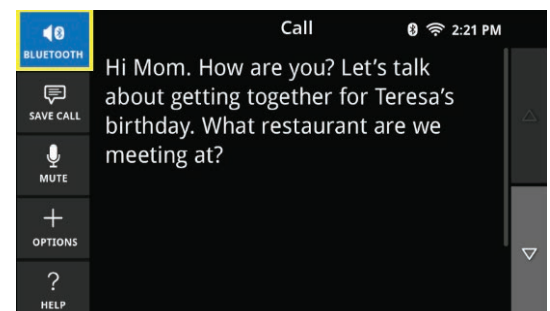 Call
2:21 PM
BLUETOOTH
SAVE CALL
MUTE
OPTIONS
HELP
Hi Mom. How are you? Let's talk
about getting together for Teresa's
birthday. What restaurant are we
meeting at?